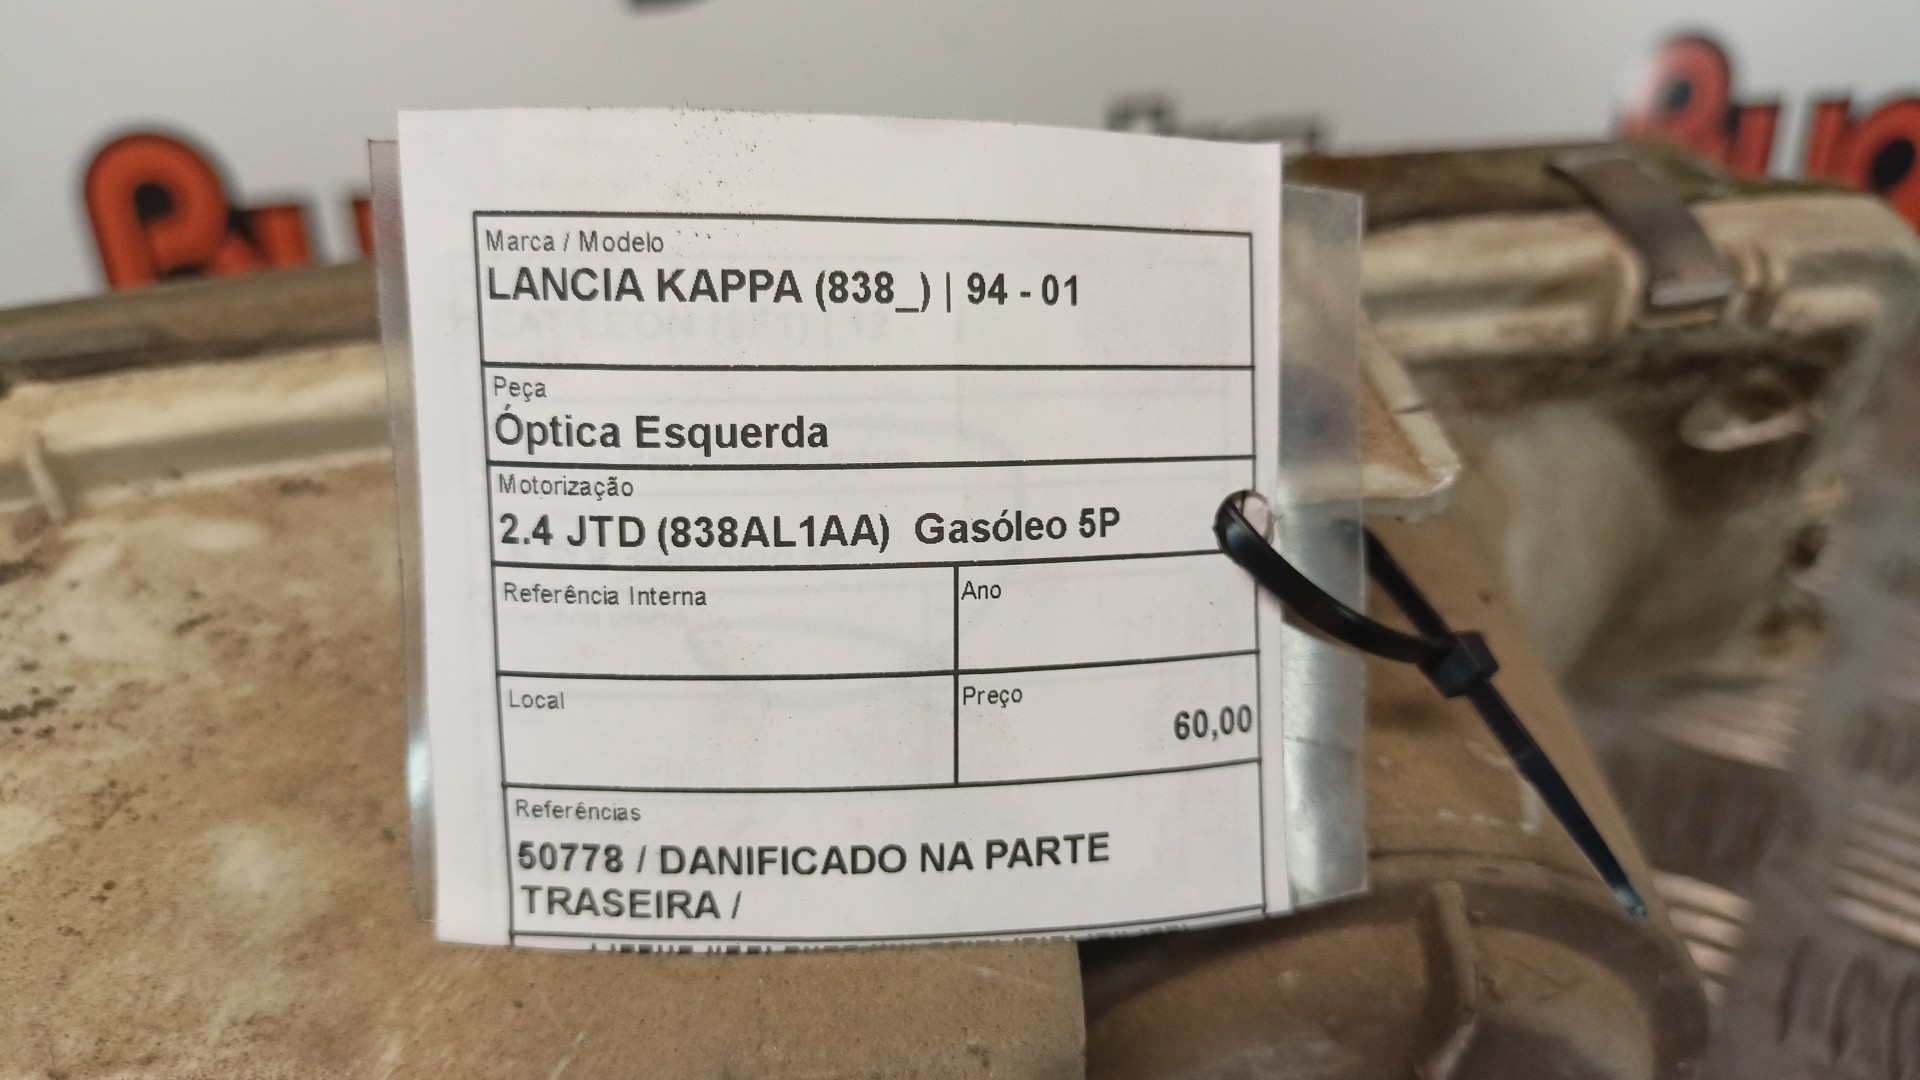 Marca / Modelo
LANCIA KAPPA (838_) | 94 - 01
Peça
Óptica Esquerda
Motorização
2.4 JTD (838AL1AA) Gasóleo 5P
Referência Interna
Ano
Local
Preço
60,00
Referências
50778 / DANIFICADO NA PARTE
TRASEIRA /